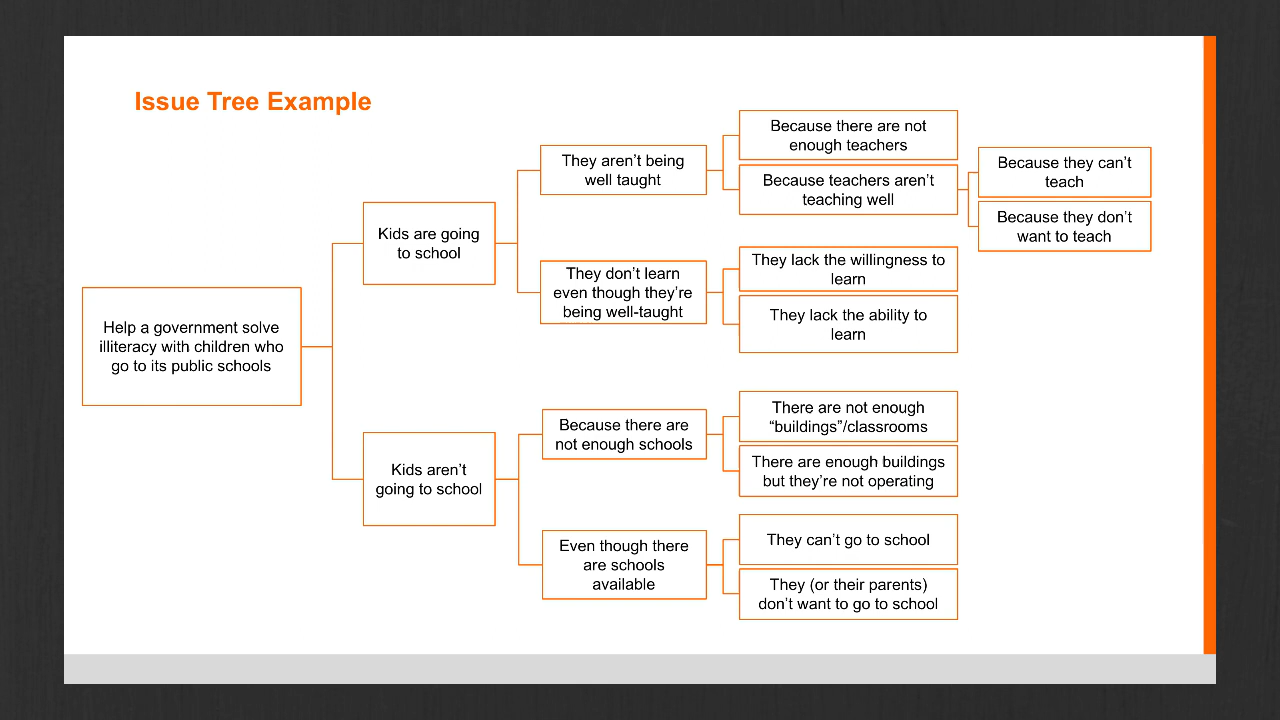 Issue Tree Example
Help a government solve
illiteracy with children who
go to its public schools
Kids are going
to school
Kids aren’t
going to school
They aren’t being
well taught
They don’t learn
even though they’re
being well-taught
Because there are
not enough schools
Even though there
are schools
available
Because there are not
enough teachers
Because teachers aren’t
teaching well
They lack the willingness to
learn
They lack the ability to
learn
There are not enough
“buildings”/classrooms
There are enough buildings
but they’re not operating
They can’t go to school
They (or their parents)
don’t want to go to school
Because they can’t
teach
Because they don’t
want to teach